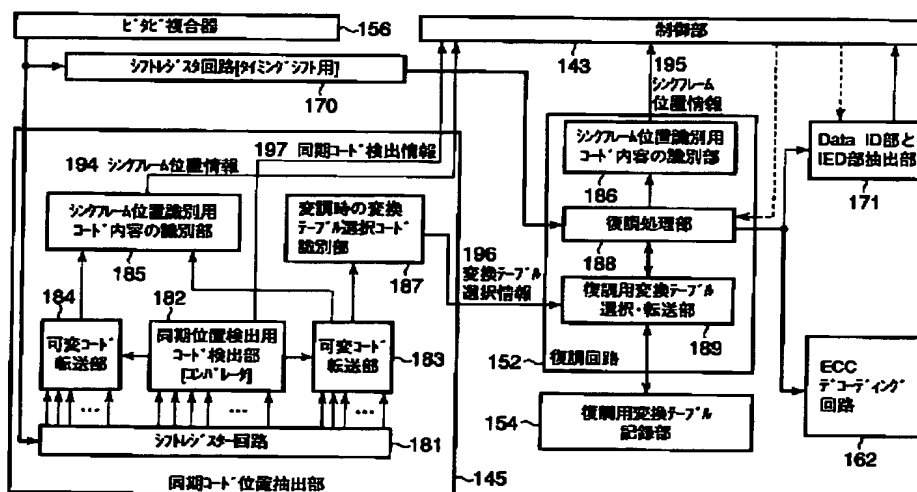 ビタビ複合器
156
制御部
143
シフトレジスタ回路[タイミングシフト用]
170
195
シンクフレーム
位置情報
197 同期コード検出情報
194 シンクフレーム位置情報
シンクフレーム位置識別用
コード内容の識別部
185
変調時の変換
テーブル選択コード
識別部
187
シンクフレーム位置識別用
コード内容の識別部
186
Data ID部と
IED部抽出部
171
復調処理部
188
196
変換テーブル
選択情報
復調用変換テーブル
選択・転送部
189
184
可変コード
転送部
182
同期位置検出用
コード検出部
[コンパレータ]
可変コード
転送部
183
152
復調回路
ECC
デコーディング
回路
162
154
復調用変換テーブル
記録部
シフトレジスター回路
181
同期コード位置抽出部
145